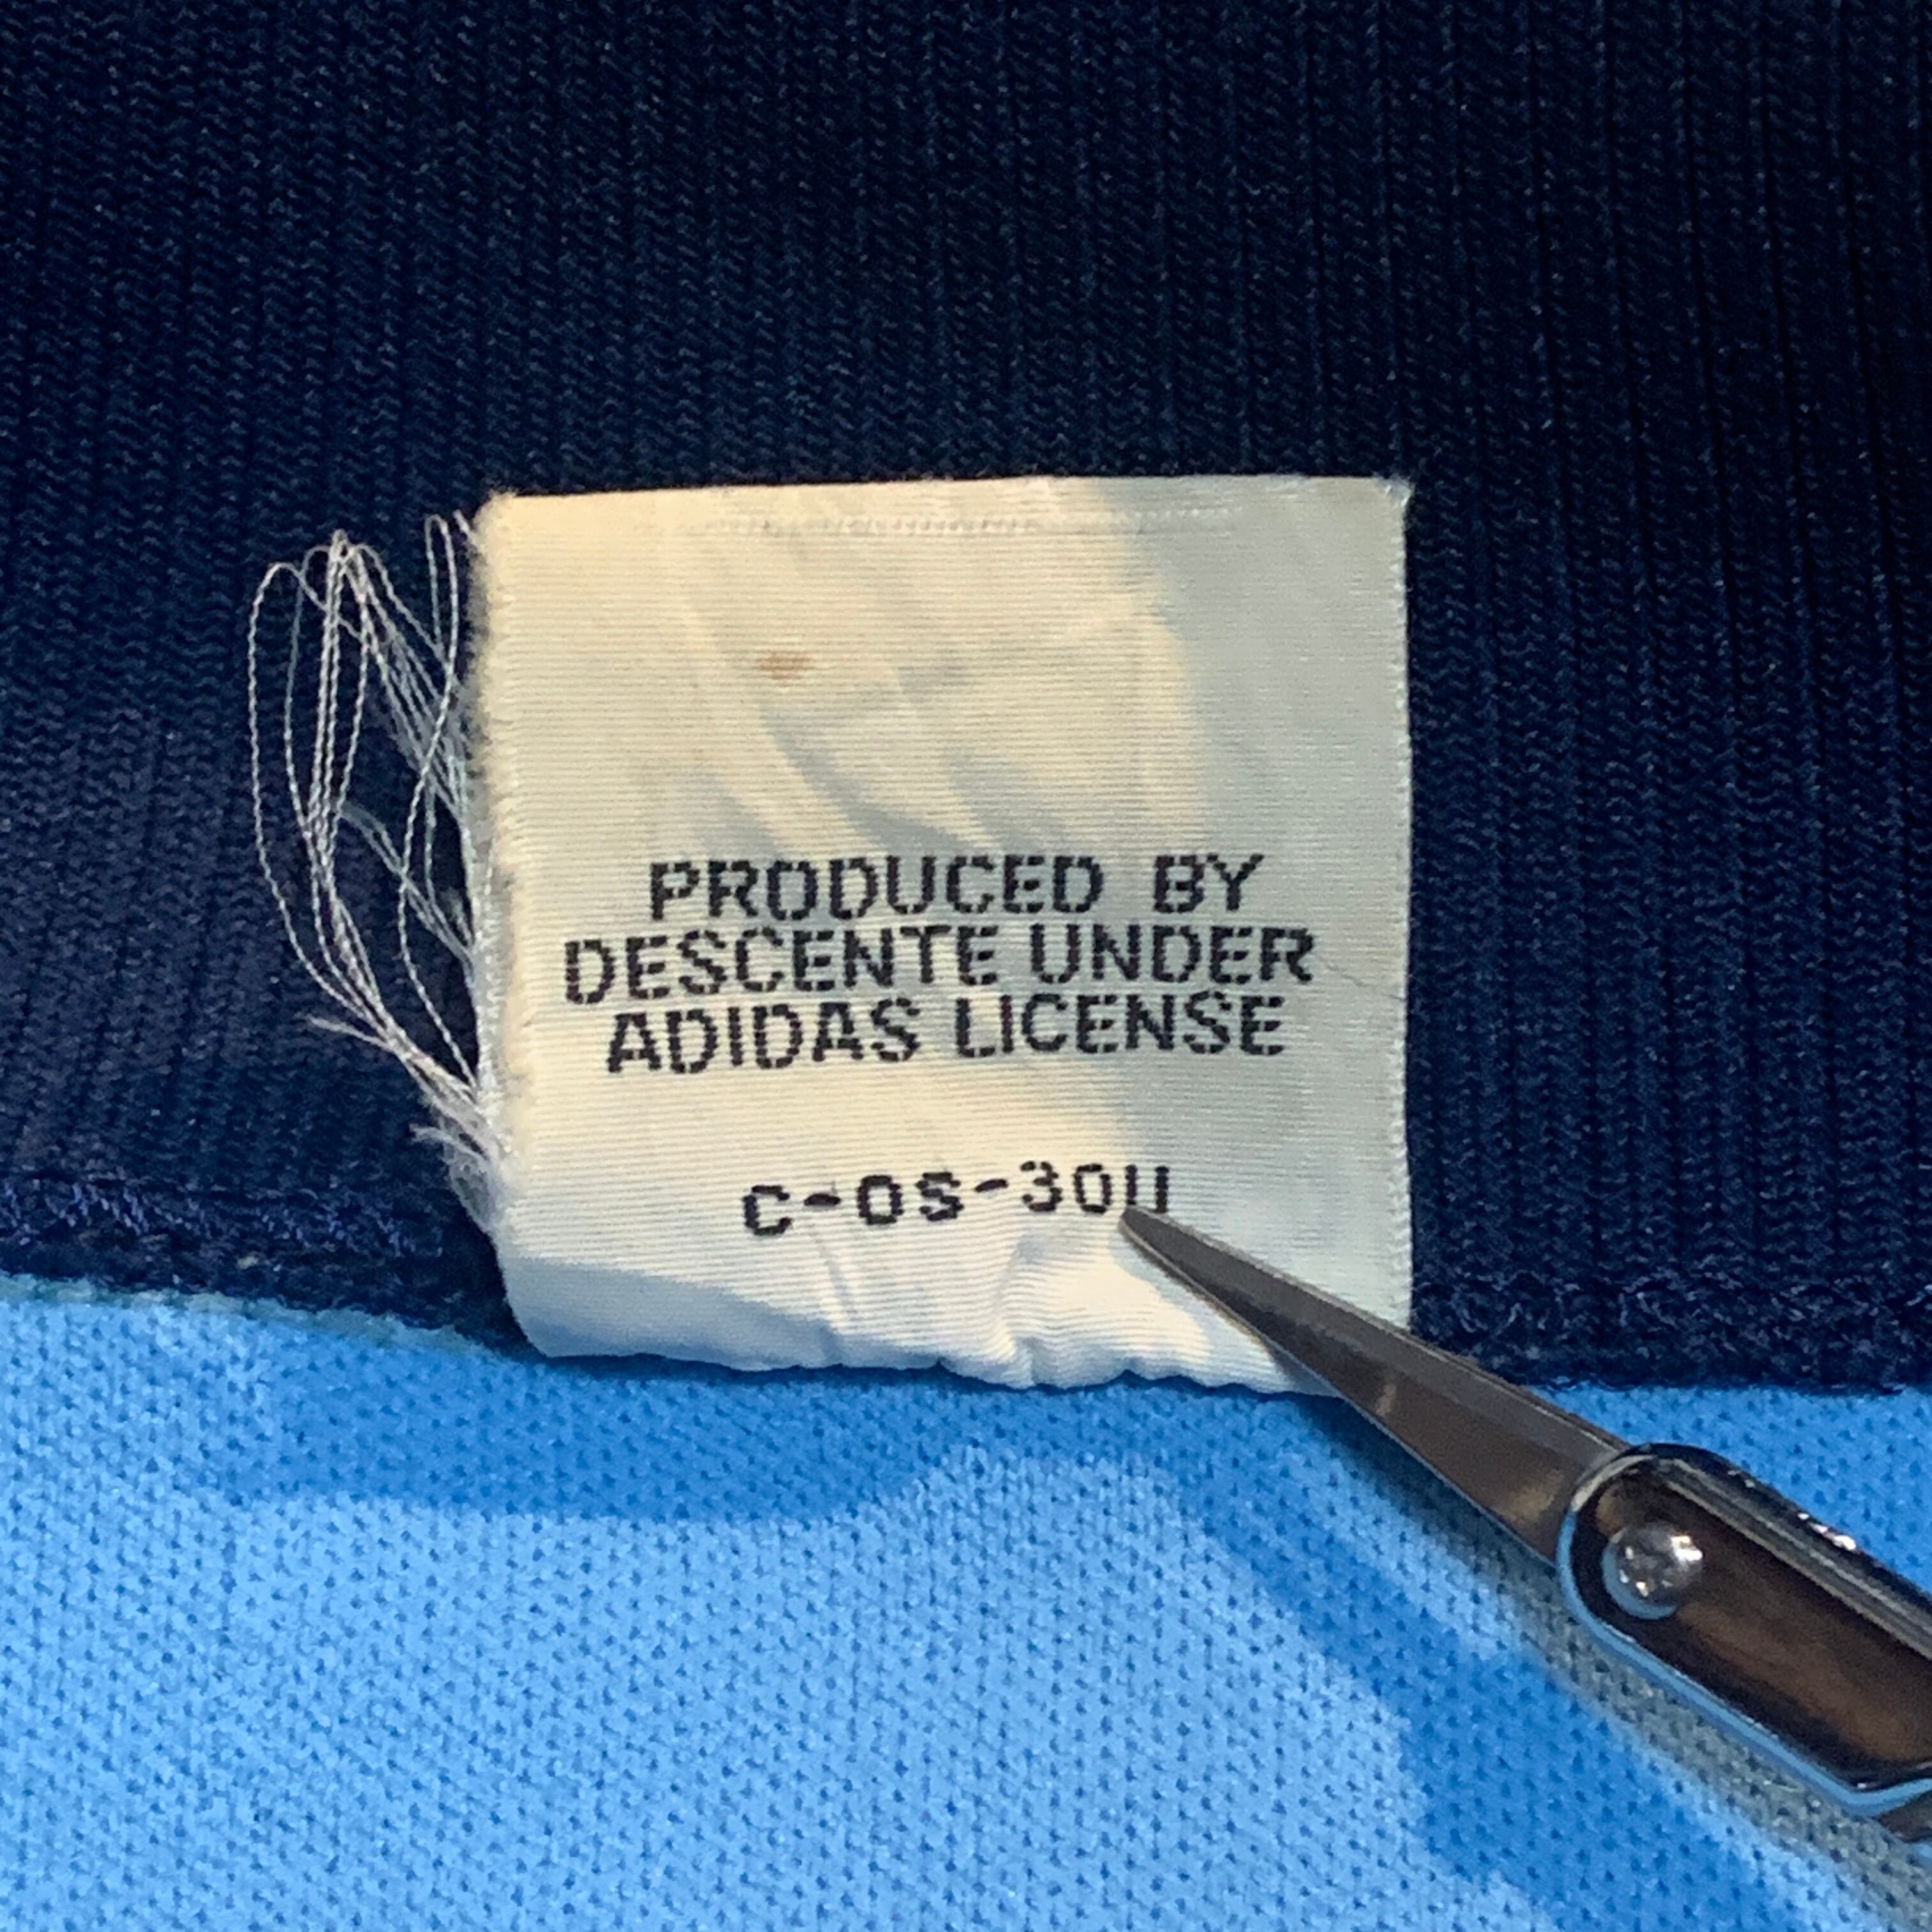 PRODUCED BY
DESCENTE UNDER
ADIDAS LICENSE
C-OS-30U